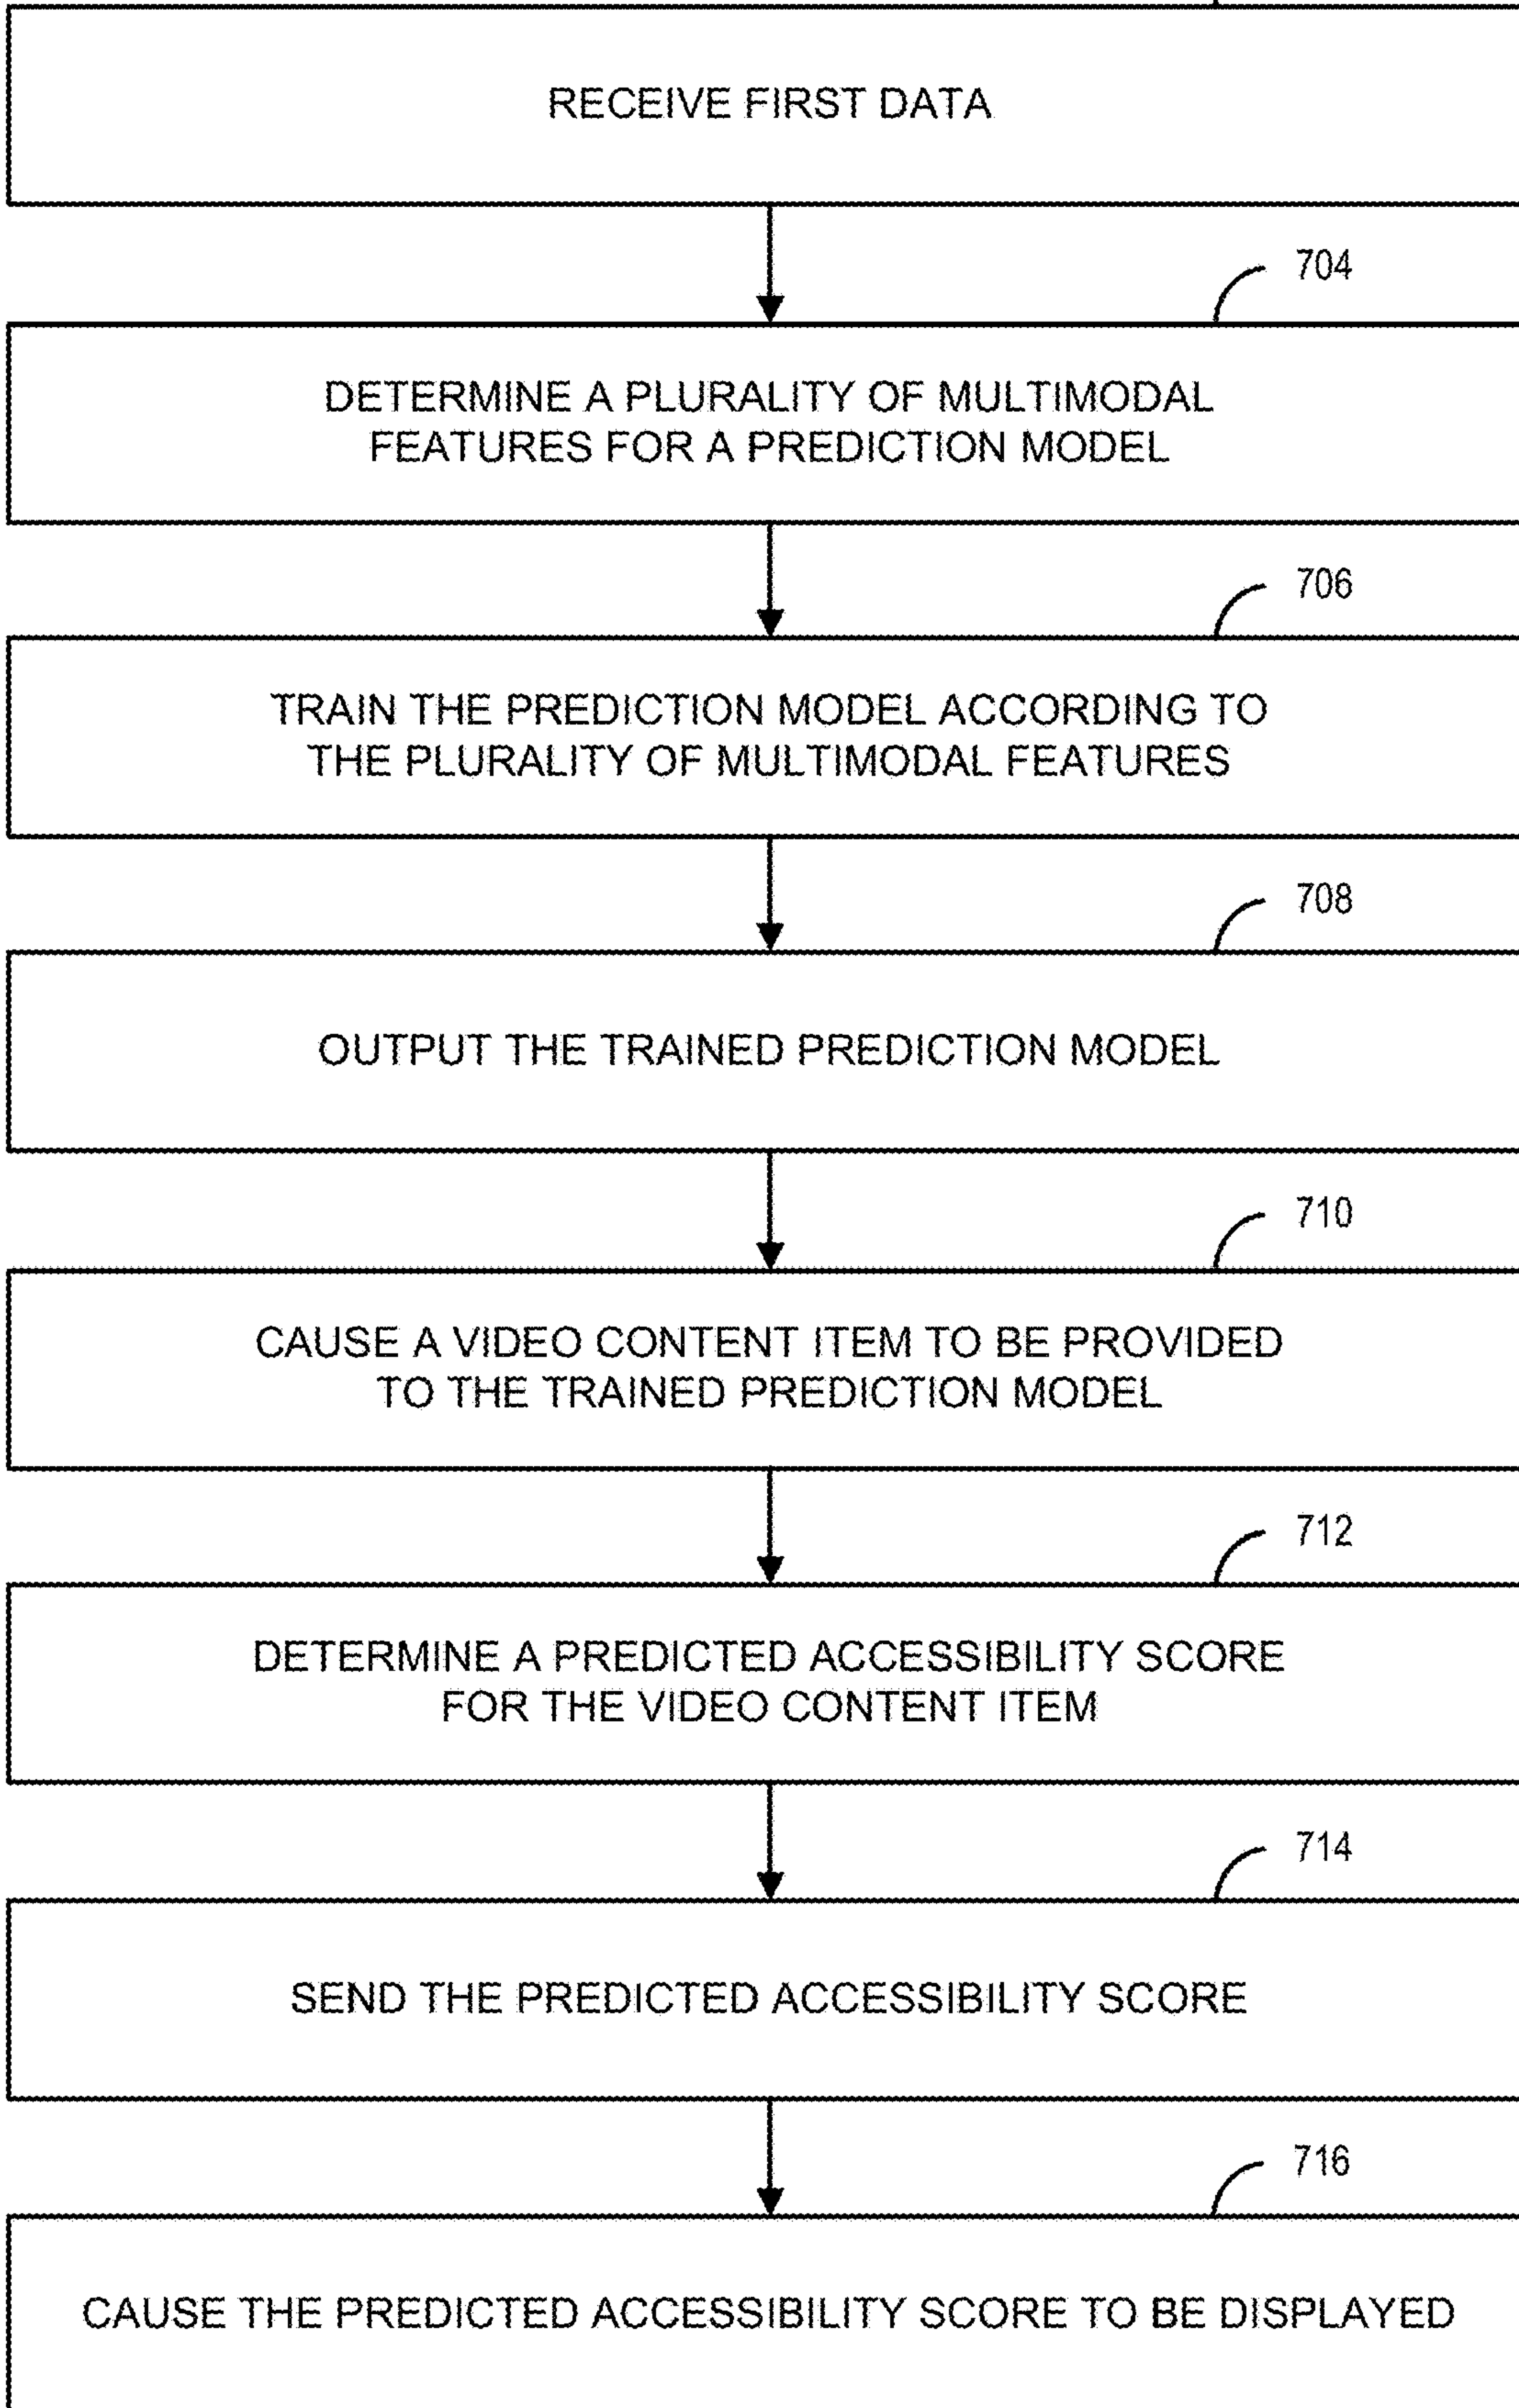 RECEIVE FIRST DATA
704
DETERMINE A PLURALITY OF MULTIMODAL
FEATURES FOR A PREDICTION MODEL
706
TRAIN THE PREDICTION MODEL ACCORDING TO
THE PLURALITY OF MULTIMODAL FEATURES
708
OUTPUT THE TRAINED PREDICTION MODEL
710
CAUSE A VIDEO CONTENT ITEM TO BE PROVIDED
TO THE TRAINED PREDICTION MODEL
712
DETERMINE A PREDICTED ACCESSIBILITY SCORE
FOR THE VIDEO CONTENT ITEM
714
SEND THE PREDICTED ACCESSIBILITY SCORE
716
CAUSE THE PREDICTED ACCESSIBILITY SCORE TO BE DISPLAYED